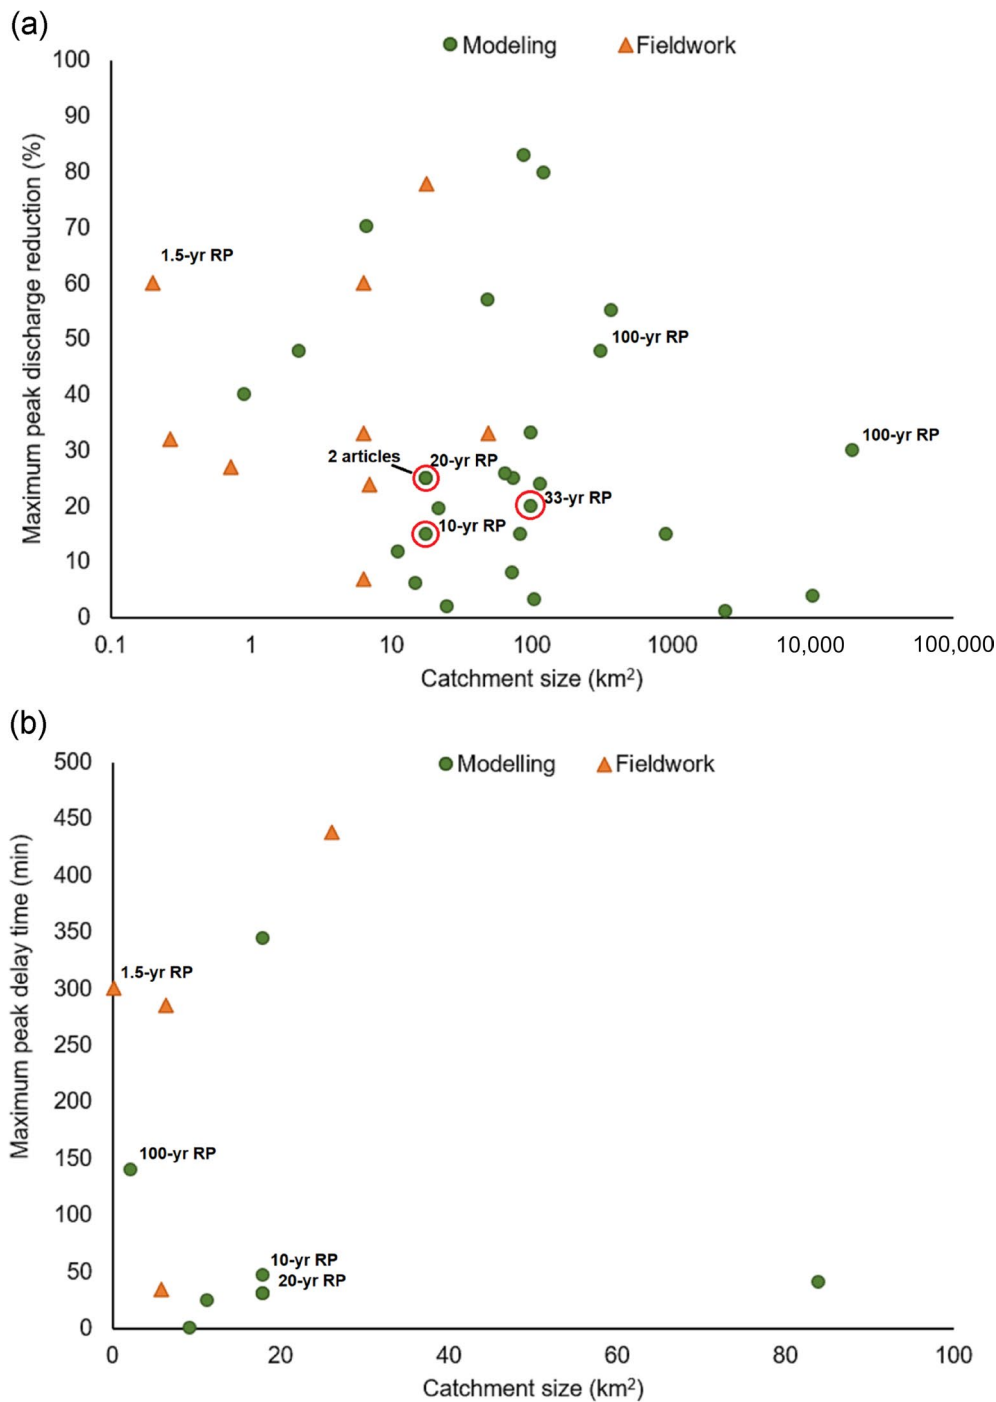 (a)
Modeling Fieldwork
Maximum peak discharge reduction (%)
100
90
80
70
60
50
40
30
20
10
0
1.5-yr RP
100-yr RP
100-yr RP
2 articles
20-yr RP
33-yr RP
10-yr RP
0.1 1 10 100 1000 10,000 100,000
Catchment size (km²)
(b)
Modelling Fieldwork
Maximum peak delay time (min)
500
450
400
350
300
250
200
150
100
50
0
1.5-yr RP
100-yr RP
10-yr RP
20-yr RP
0 20 40 60 80 100
Catchment size (km²)